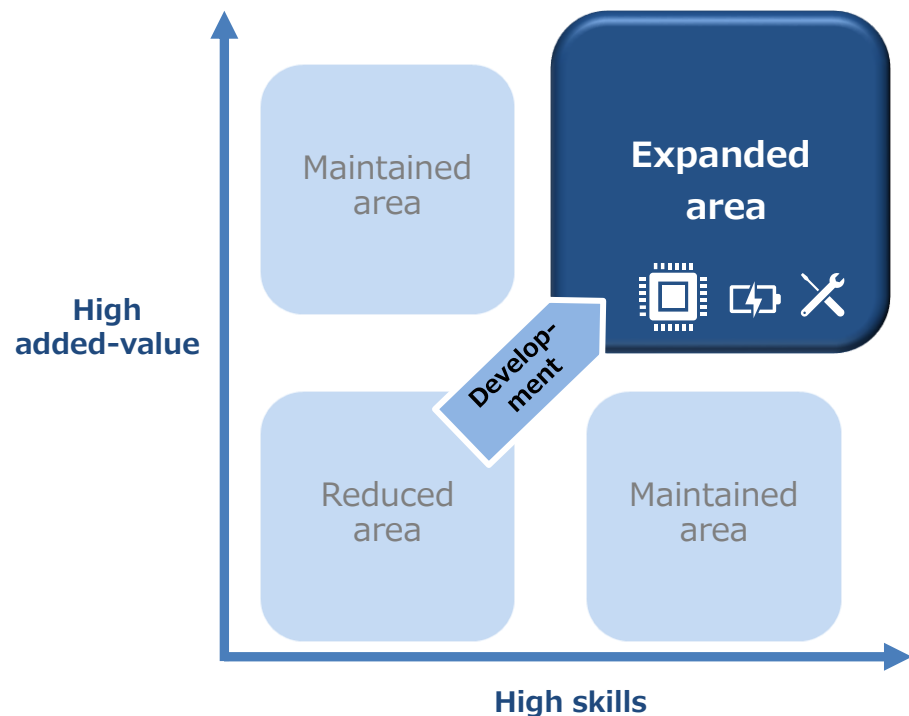 Maintained
area
Expanded
area
High
added-value
Develop-
ment
Reduced
area
Maintained
area
High skills